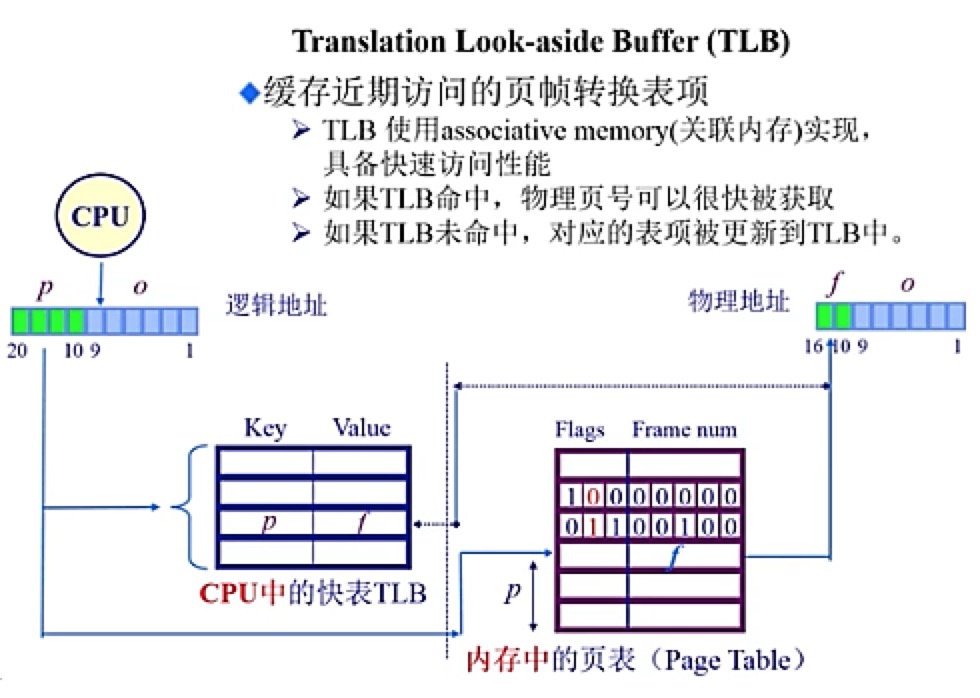 Translation Look-aside Buffer (TLB)
◆缓存近期访问的页帧转换表项
➢ TLB 使用associative memory(关联内存)实现，
具备快速访问性能
➢ 如果TLB命中，物理页号可以很快被获取
➢ 如果TLB未命中，对应的表项被更新到TLB中。
CPU
p o
逻辑地址
20 10 9 1
物理地址
f o
16 10 9 1
Key Value
p f
CPU中的快表TLB
Flags Frame num
1 0 0 0 0 0 0 0
0 1 1 0 0 1 0 0
f
p
内存中的页表（Page Table）